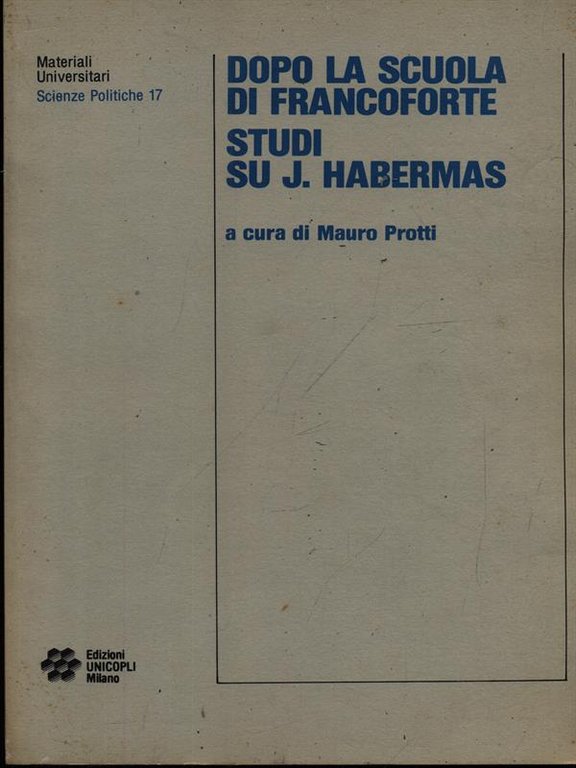 Materiali
Universitari
Scienze Politiche 17
DOPO LA SCUOLA
DI FRANCOFORTE
STUDI
SU J. HABERMAS
a cura di Mauro Protti
Edizioni
UNICOPLI
Milano